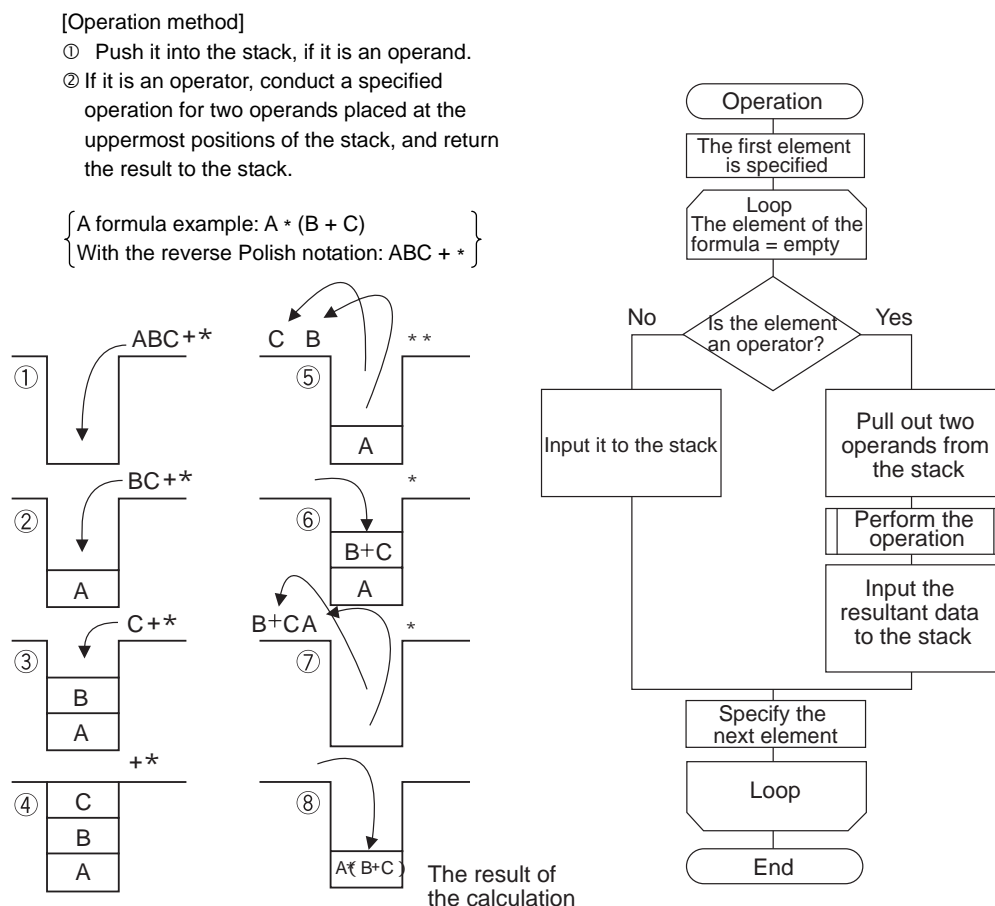 [Operation method]
① Push it into the stack, if it is an operand.
② If it is an operator, conduct a specified
operation for two operands placed at the
uppermost positions of the stack, and return
the result to the stack.
A formula example: A * (B + C)
With the reverse Polish notation: ABC + *
ABC+*
①
BC+*
②
A
C+*
③
B
A
+*
④
C
B
A
C B **
⑤
A
*
⑥
B+C
A
B+CA *
⑦
⑧
A*( B+C )
The result of
the calculation
Operation
The first element
is specified
Loop
The element of the
formula = empty
Is the element
an operator?
No
Yes
Input it to the stack
Pull out two
operands from
the stack
Perform the
operation
Input the
resultant data
to the stack
Specify the
next element
Loop
End